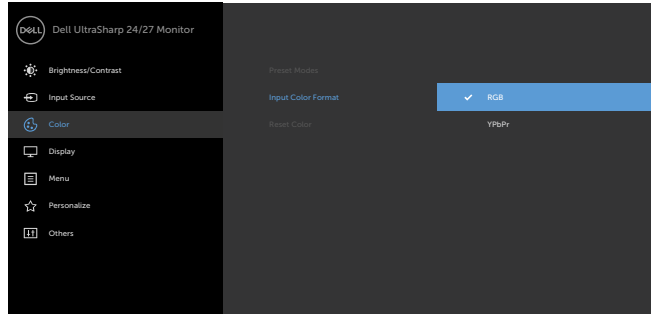 DELL
Dell UltraSharp 24/27 Monitor
Brightness/Contrast
Input Source
Color
Display
Menu
Personalize
Others
Preset Modes
Input Color Format
Reset Color
RGB
YPbPr